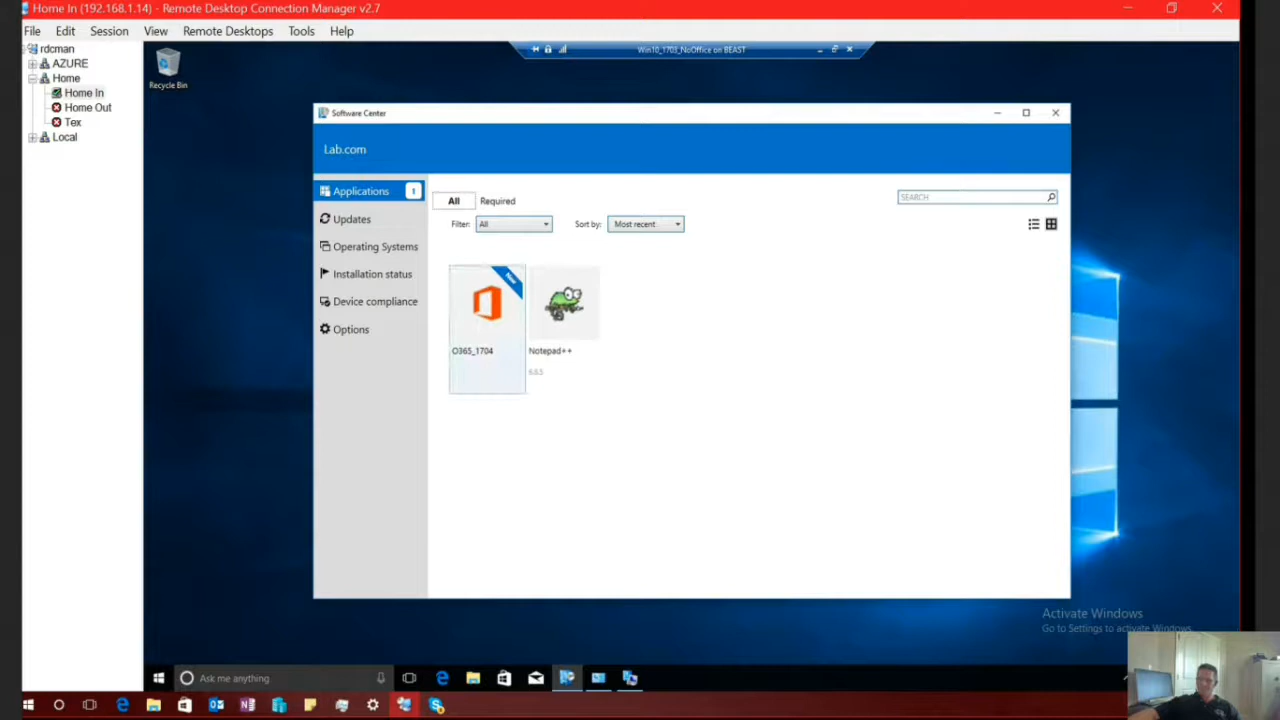 Home In (192.168.1.14) - Remote Desktop Connection Manager v2.7
File Edit Session View Remote Desktops Tools Help
rdcman
AZURE
Home
Home In
Home Out
Tex
Local
Recycle Bin
Win10_1703_NoOffice on BEAST
Software Center
Lab.com
Applications 1
Updates
Operating Systems
Installation status
Device compliance
Options
All Required
SEARCH
Filter: All Sort by: Most recent
New
O365_1704
Notepad++
Activate Windows
Go to Settings to activate Windows.
Ask me anything